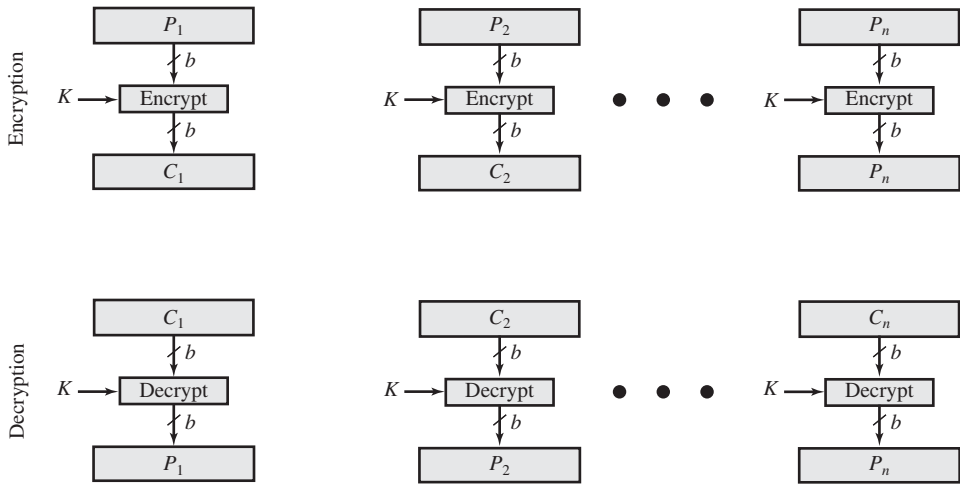 P₁ P₂ Pₙ
b b b
Encryption
K Encrypt K Encrypt K Encrypt
b b b
C₁ C₂ Pₙ
C₁ C₂ Cₙ
b b b
Decryption
K Decrypt K Decrypt K Decrypt
b b b
P₁ P₂ Pₙ